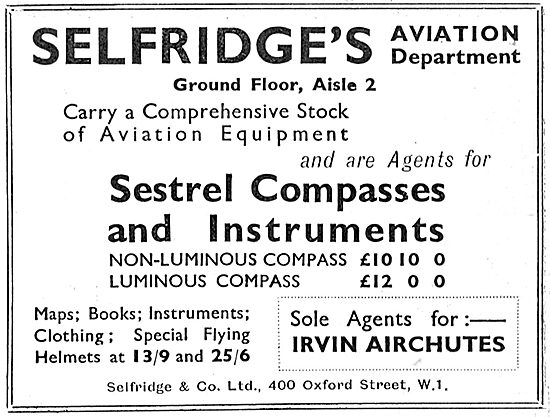 SELFRIDGE'S AVIATION Department
Ground Floor, Aisle 2
Carry a Comprehensive Stock
of Aviation Equipment
and are Agents for
Sestrel Compasses
and Instruments
NON-LUMINOUS COMPASS £10 10 0
LUMINOUS COMPASS £12 0 0
Maps; Books; Instruments;
Clothing; Special Flying
Helmets at 13/9 and 25/6
Sole Agents for:—
IRVIN AIRCHUTES
Selfridge & Co. Ltd., 400 Oxford Street, W.1.